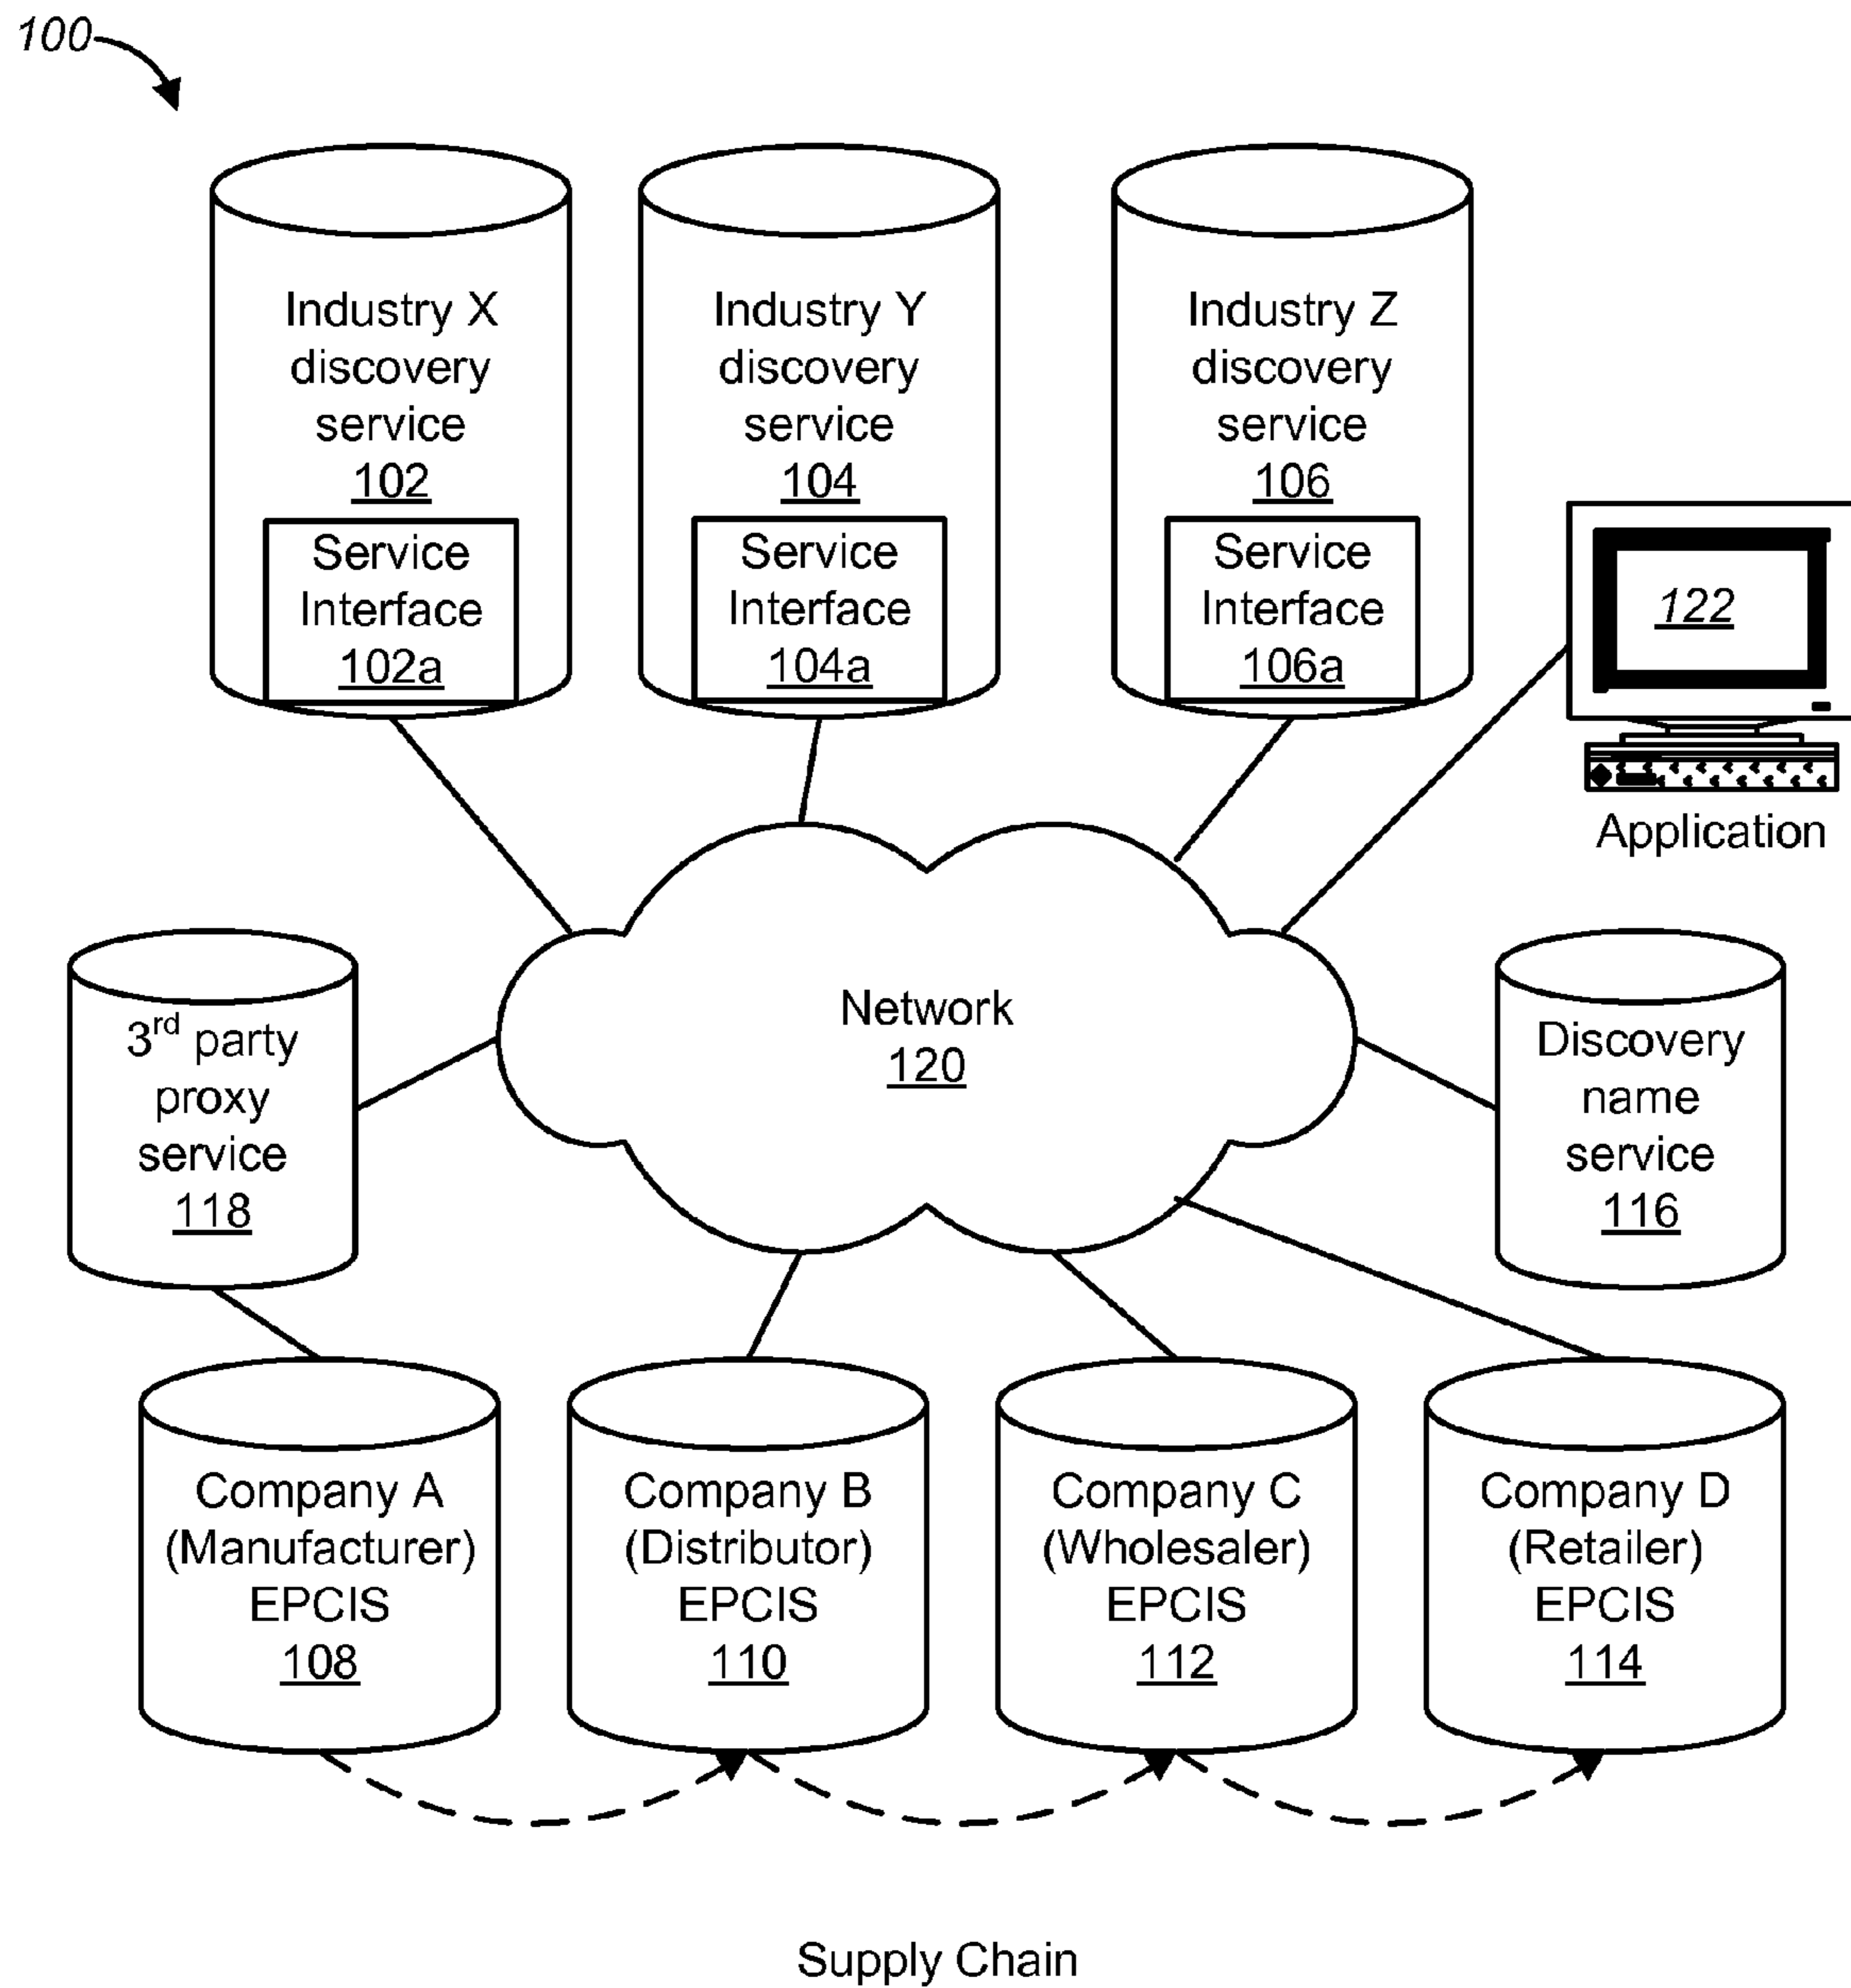 100
Industry X
discovery
service
102
Service
Interface
102a
Industry Y
discovery
service
104
Service
Interface
104a
Industry Z
discovery
service
106
Service
Interface
106a
122
Application
Network
120
3rd party
proxy
service
118
Discovery
name
service
116
Company A
(Manufacturer)
EPCIS
108
Company B
(Distributor)
EPCIS
110
Company C
(Wholesaler)
EPCIS
112
Company D
(Retailer)
EPCIS
114
Supply Chain